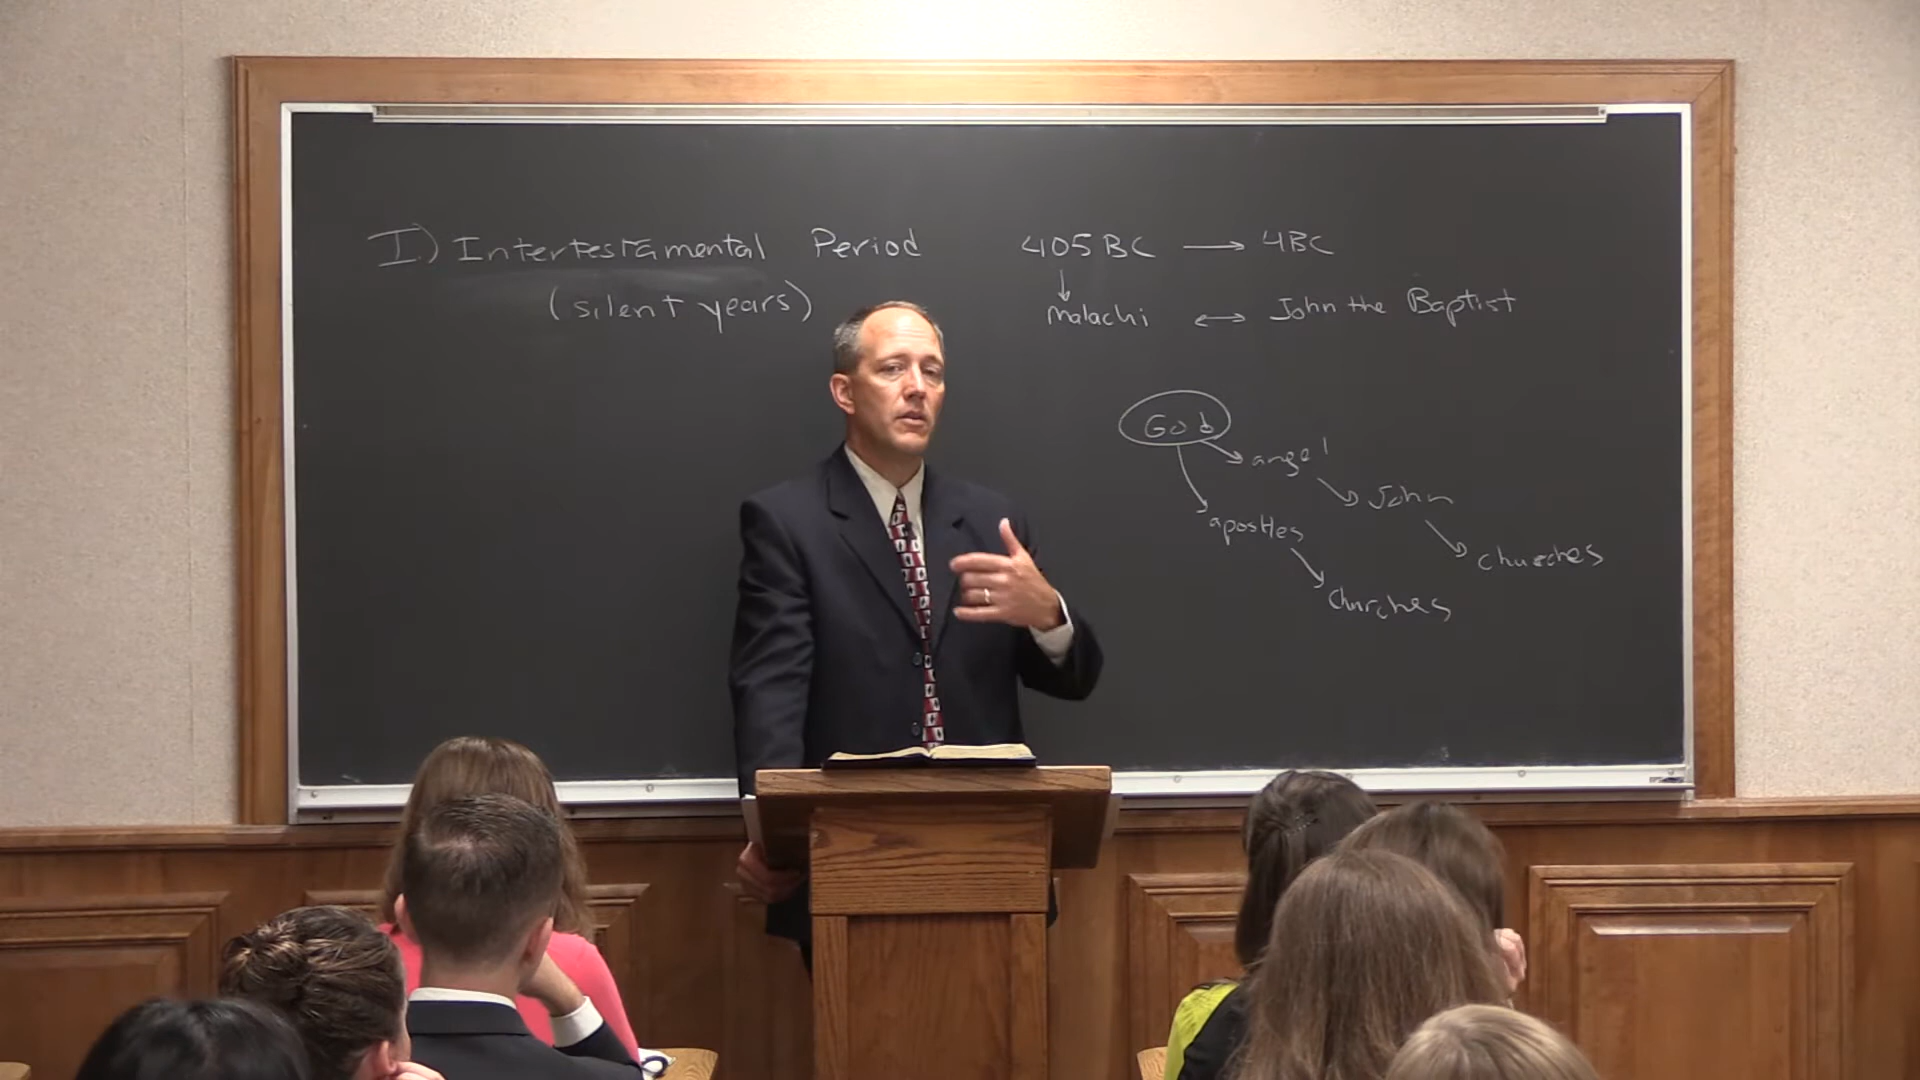 I.) Intertestamental Period 405 BC → 4BC
(silent years) ↓
Malachi ↔ John the Baptist
God
→ angel
→ John
apostles
→ churches
churches